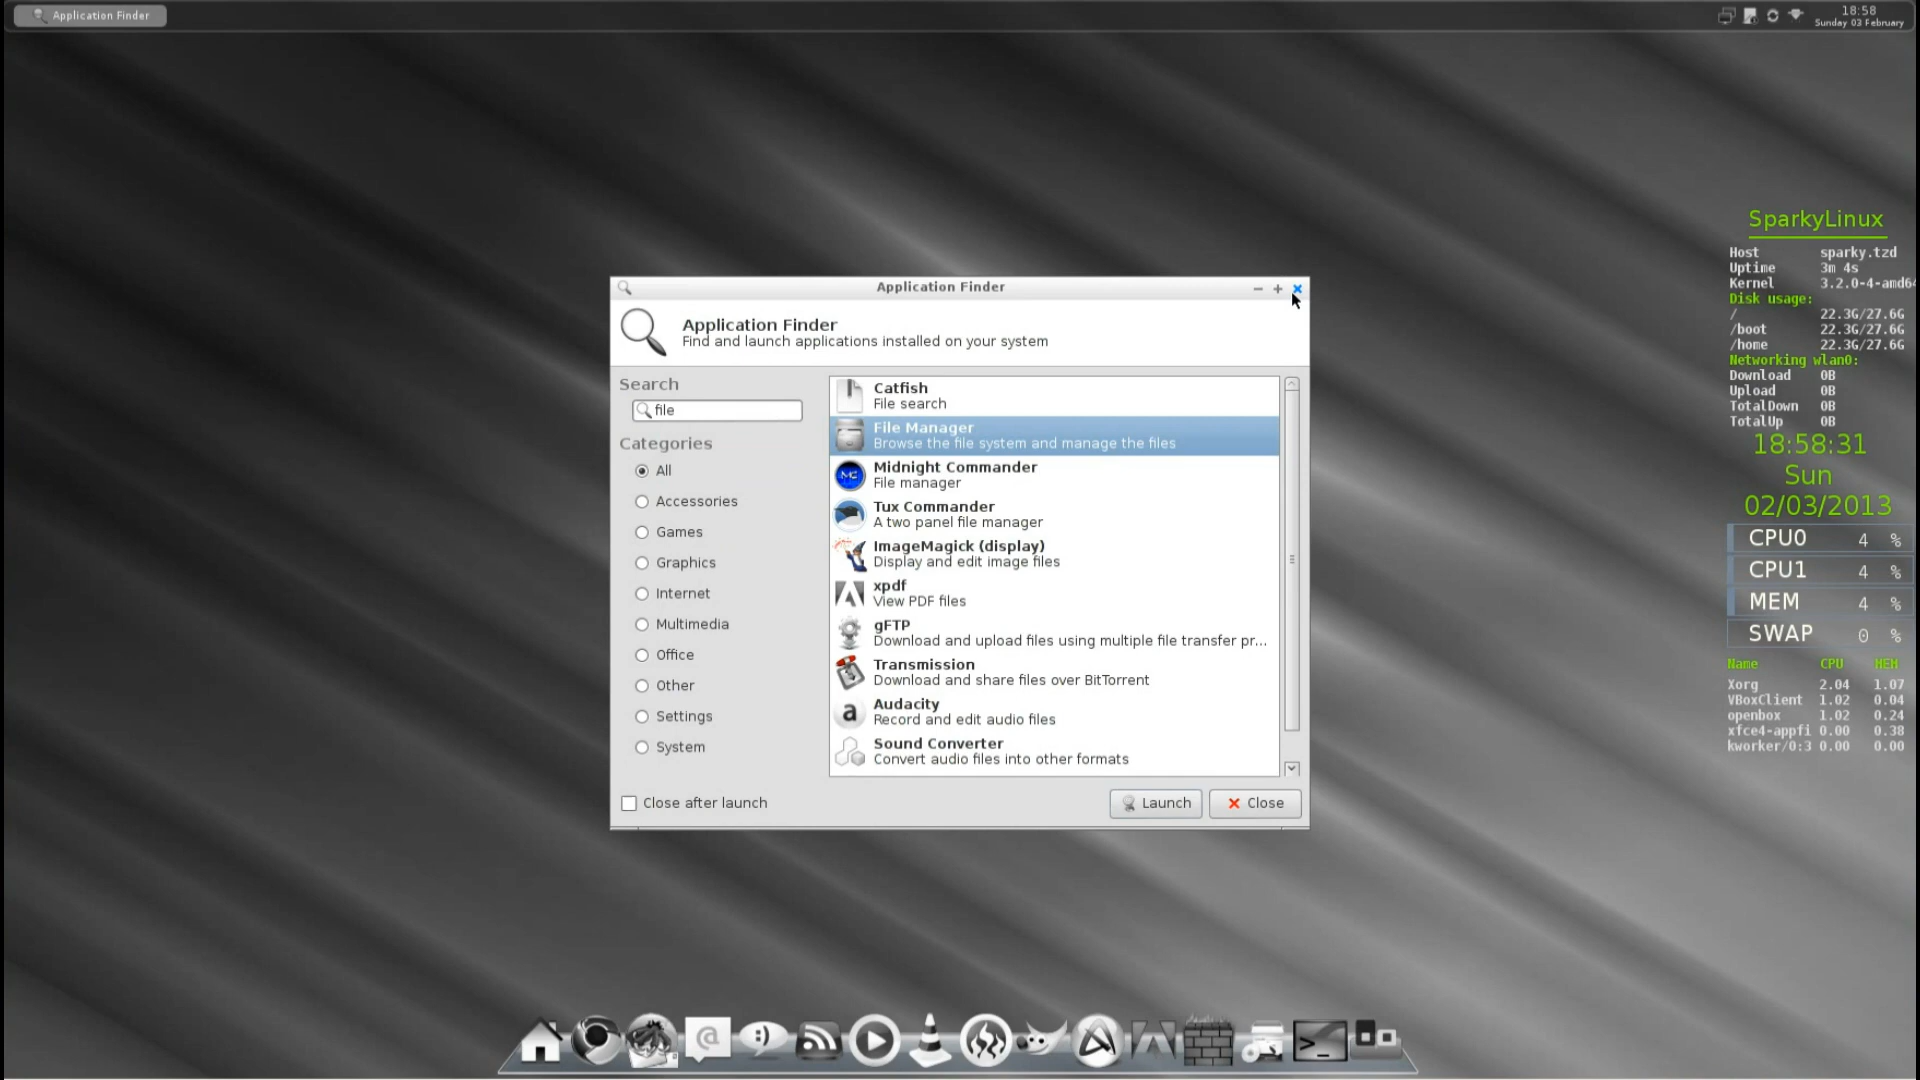 Application Finder
18:58
Sunday 03 February
SparkyLinux
Host sparky.tzd
Uptime 3m 4s
Kernel 3.2.0-4-amd64
Disk usage:
/ 22.3G/27.6G
/boot 22.3G/27.6G
/home 22.3G/27.6G
Networking wlan0:
Download 0B
Upload 0B
TotalDown 0B
TotalUp 0B
18:58:31
Sun
02/03/2013
CPU0 4 %
CPU1 4 %
MEM 4 %
SWAP 0 %
Name CPU MEM
Xorg 2.04 1.07
VBoxClient 1.02 0.04
openbox 1.02 0.24
xfce4-appfi 0.00 0.38
kworker/0:3 0.00 0.00
Application Finder
Application Finder
Find and launch applications installed on your system
Search
file
Categories
All
Accessories
Games
Graphics
Internet
Multimedia
Office
Other
Settings
System
Catfish
File search
File Manager
Browse the file system and manage the files
Midnight Commander
File manager
Tux Commander
A two panel file manager
ImageMagick (display)
Display and edit image files
xpdf
View PDF files
gFTP
Download and upload files using multiple file transfer pr...
Transmission
Download and share files over BitTorrent
Audacity
Record and edit audio files
Sound Converter
Convert audio files into other formats
Close after launch
Launch
Close